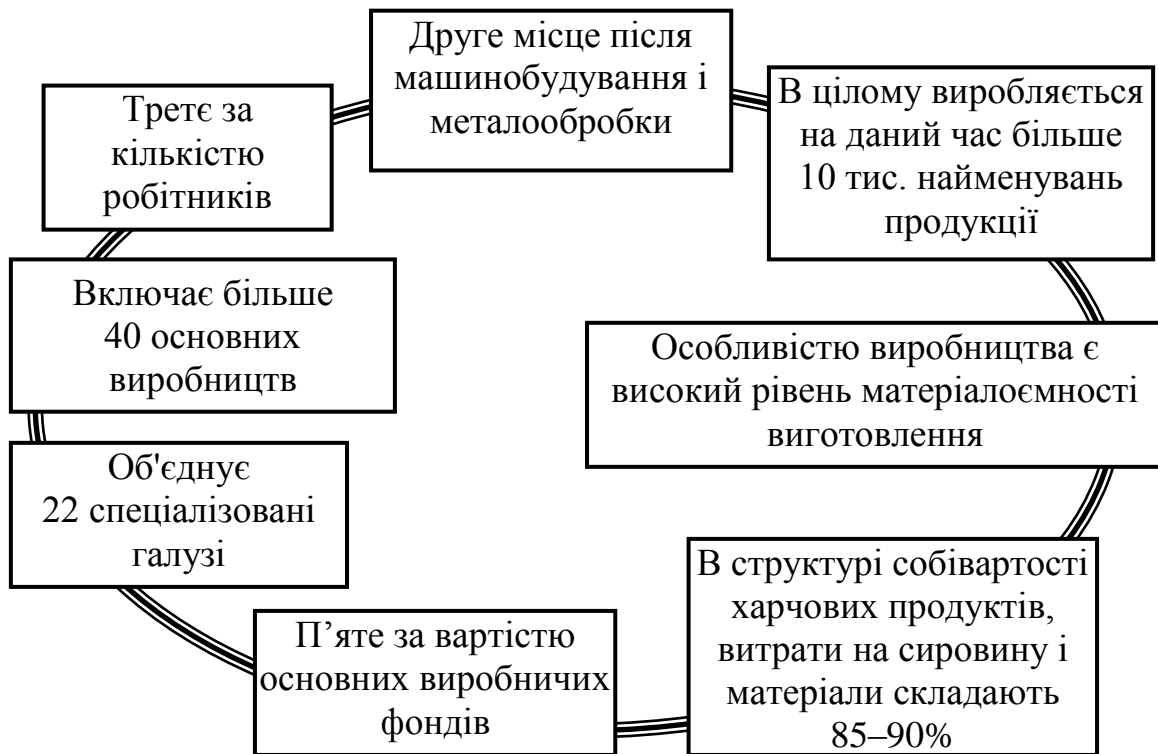 Друге місце після
машинобудування і
металообробки
В цілому виробляється
на даний час більше
10 тис. найменувань
продукції
Особливістю виробництва є
високий рівень матеріалоємності
виготовлення
В структурі собівартості
харчових продуктів,
витрати на сировину і
матеріали складають
85–90%
П’яте за вартістю
основних виробничих
фондів
Об'єднує
22 спеціалізовані
галузі
Включає більше
40 основних
виробництв
Третє за
кількістю
робітників